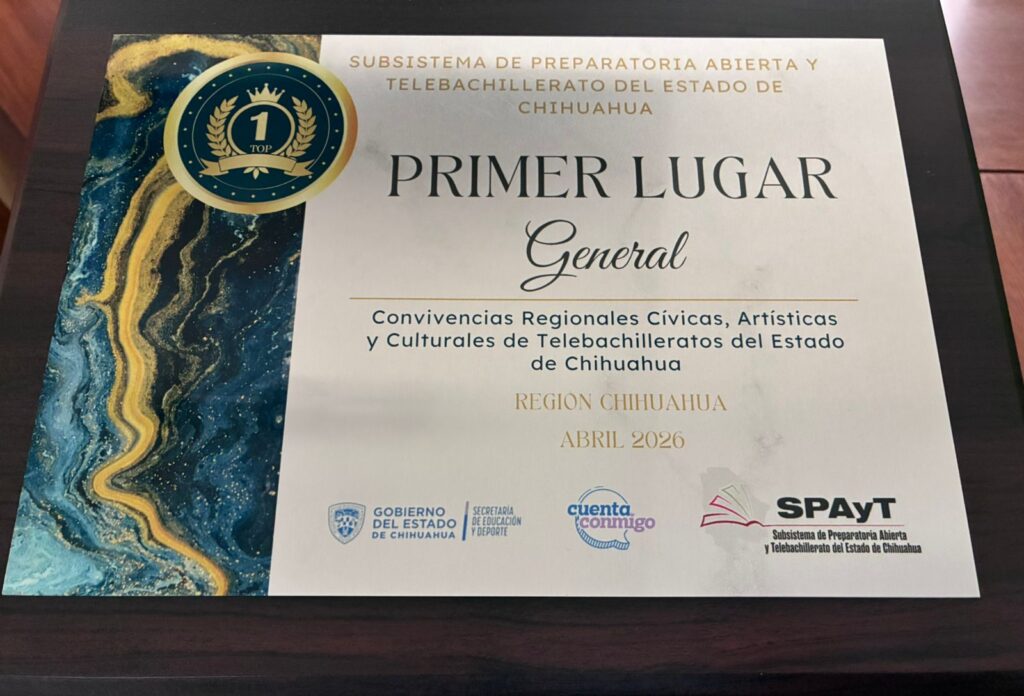 SUBSISTEMA DE PREPARATORIA ABIERTA Y
TELEBACHILLERATO DEL ESTADO DE
CHIHUAHUA
1
TOP
PRIMER LUGAR
General
Convivencias Regionales Cívicas, Artísticas
y Culturales de Telebachilleratos del Estado
de Chihuahua
REGION CHIHUAHUA
ABRIL 2026
GOBIERNO
DEL ESTADO
DE CHIHUAHUA
SECRETARÍA
DE EDUCACIÓN
Y DEPORTE
cuenta
conmigo
SPAyT
Subsistema de Preparatoria Abierta
y Telebachillerato del Estado de Chihuahua